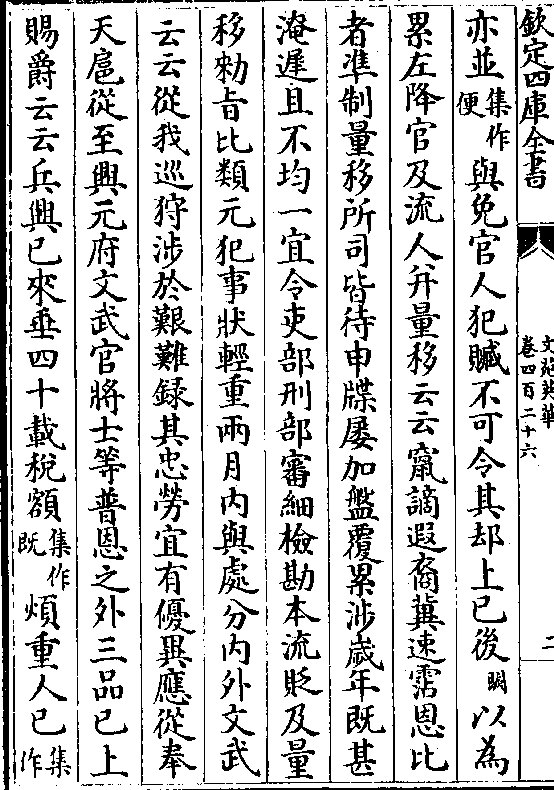 欽定四庫全書
文苑英華
卷四百二十六
二
亦並集作便與免官人犯贓不可令其却上已後闕以為
累左降官及流人并量移云云竄謫遐裔冀速霑恩比
者準制量移所司皆待申牒屡加盤覆累涉歲年既甚
淹遲且不均一宜令吏部刑部審細檢勘本流貶及量
移勑㫖比類元犯事狀輕重兩月内與處分内外文武
云云從我巡狩涉於艱難録其忠勞宜有優異應從奉
天扈從至興元府文武官將士等普恩之外三品已上
賜爵云云兵興已來垂四十載税額集作既煩重人已集作